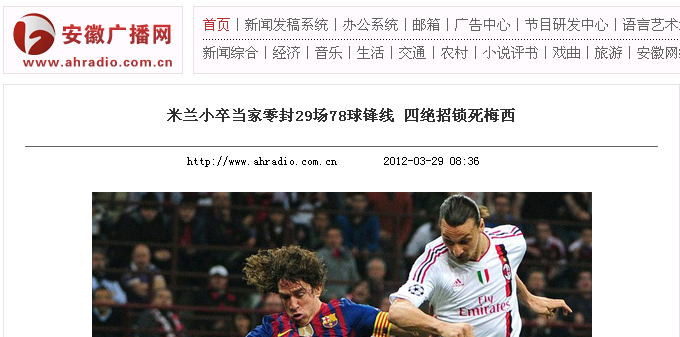 安徽广播网
www.ahradio.com.cn
首页 | 新闻发稿系统 | 办公系统 | 邮箱 | 广告中心 | 节目研发中心 | 语言艺术
新闻综合 | 经济 | 音乐 | 生活 | 交通 | 农村 | 小说评书 | 戏曲 | 旅游 | 安徽网
米兰小卒当家零封29场78球锋线 四绝招锁死梅西
http://www.ahradio.com.cn 2012-03-29 08:36
Fly
Emirates